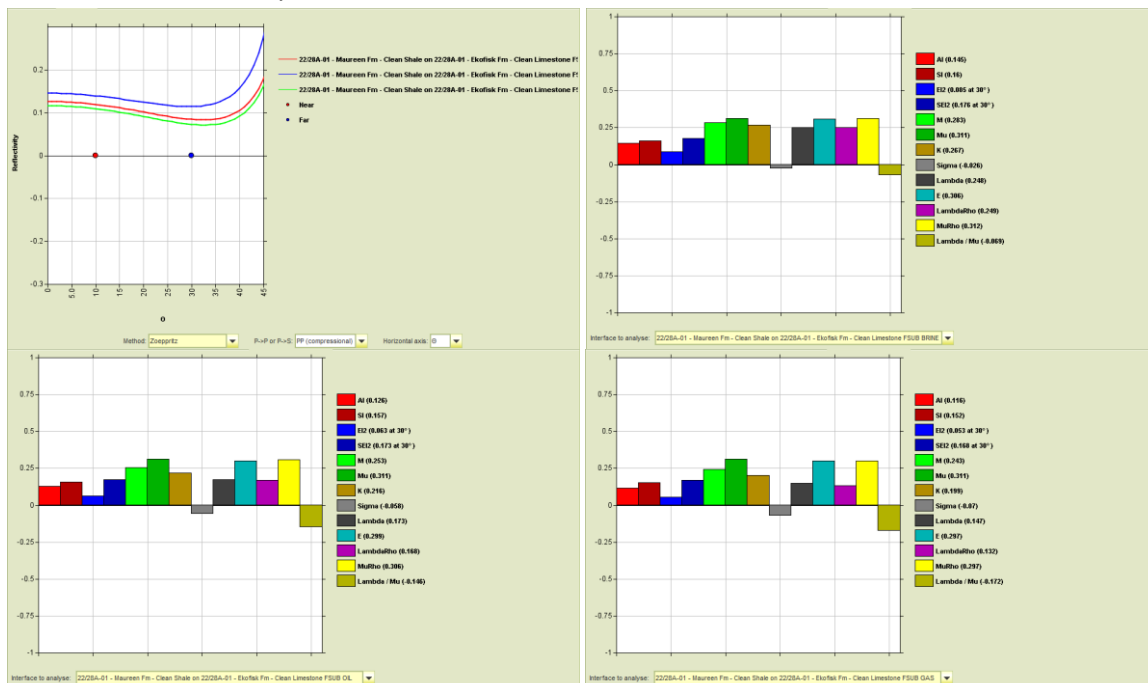 0.2
0.1
0
-0.1
-0.2
-0.3
Reflectivity
0
5.0
10
15
20
25
30
35
40
45
22/28A-01 - Maureen Fm - Clean Shale on 22/28A-01 - Ekofisk Fm - Clean Limestone FS
22/28A-01 - Maureen Fm - Clean Shale on 22/28A-01 - Ekofisk Fm - Clean Limestone FS
22/28A-01 - Maureen Fm - Clean Shale on 22/28A-01 - Ekofisk Fm - Clean Limestone FS
Near
Far
Method: Zoeppritz P->P or P->S: PP (compressional) Horizontal axis: Θ
1
0.75
0.5
0.25
0
-0.25
-0.5
-0.75
-1
AI (0.145)
SI (0.16)
EI2 (0.085 at 30°)
SEI2 (0.176 at 30°)
M (0.283)
Mu (0.311)
K (0.267)
Sigma (-0.026)
Lambda (0.248)
E (0.306)
LambdaRho (0.249)
MuRho (0.312)
Lambda / Mu (-0.069)
Interface to analyse: 22/28A-01 - Maureen Fm - Clean Shale on 22/28A-01 - Ekofisk Fm - Clean Limestone FSUB BRINE
1
0.75
0.5
0.25
0
-0.25
-0.5
-0.75
-1
AI (0.126)
SI (0.157)
EI2 (0.063 at 30°)
SEI2 (0.173 at 30°)
M (0.253)
Mu (0.311)
K (0.216)
Sigma (-0.058)
Lambda (0.173)
E (0.299)
LambdaRho (0.168)
MuRho (0.306)
Lambda / Mu (-0.146)
Interface to analyse: 22/28A-01 - Maureen Fm - Clean Shale on 22/28A-01 - Ekofisk Fm - Clean Limestone FSUB OIL
1
0.75
0.5
0.25
0
-0.25
-0.5
-0.75
-1
AI (0.116)
SI (0.152)
EI2 (0.053 at 30°)
SEI2 (0.168 at 30°)
M (0.243)
Mu (0.311)
K (0.199)
Sigma (-0.07)
Lambda (0.147)
E (0.297)
LambdaRho (0.132)
MuRho (0.297)
Lambda / Mu (-0.172)
Interface to analyse: 22/28A-01 - Maureen Fm - Clean Shale on 22/28A-01 - Ekofisk Fm - Clean Limestone FSUB GAS